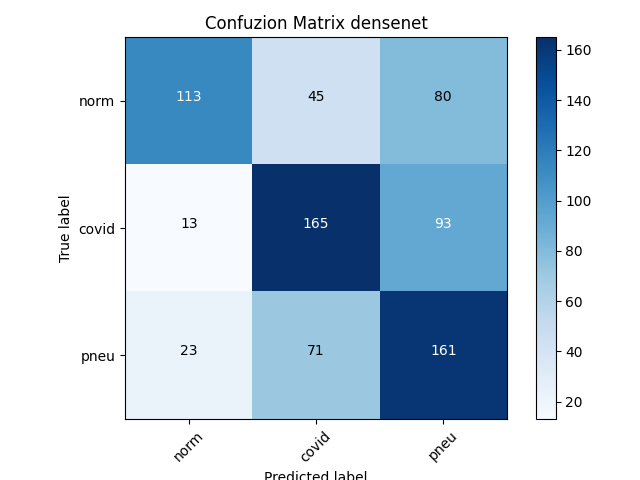 Confuzion Matrix densenet
norm 113 45 80
covid 13 165 93
pneu 23 71 161
norm covid pneu
True label
Predicted label
160
140
120
100
80
60
40
20